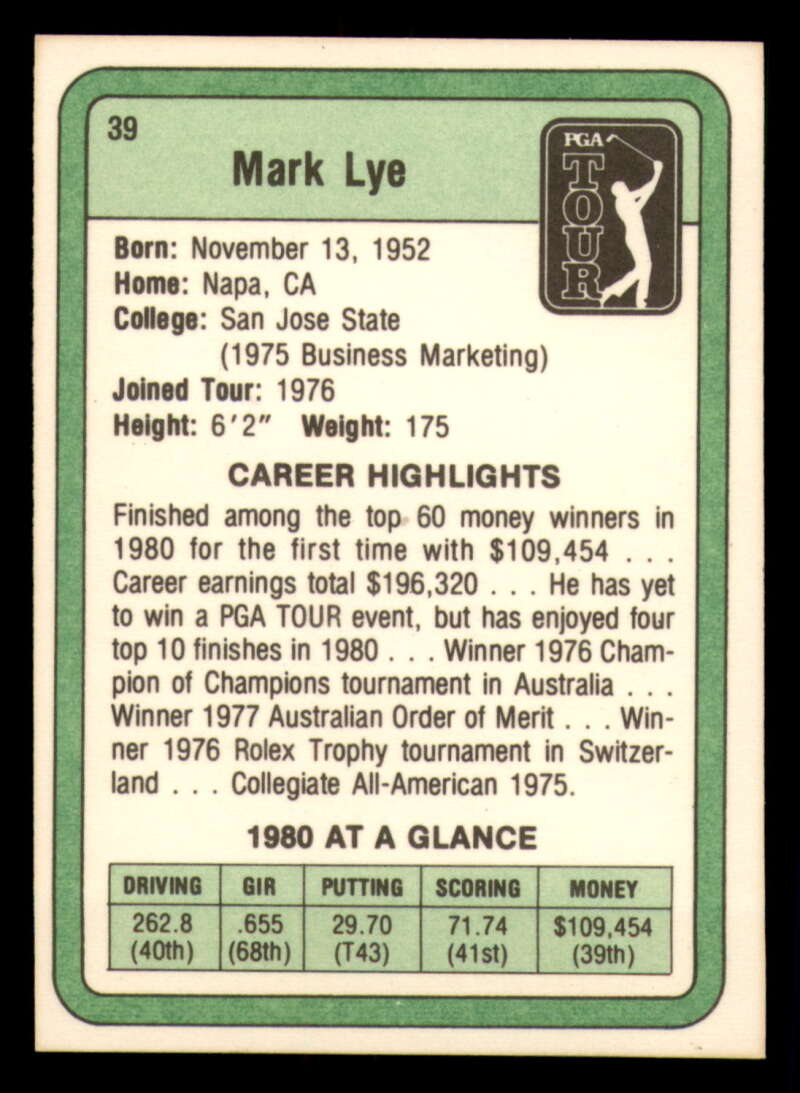 39
Mark Lye
PGA
TOUR
Born: November 13, 1952
Home: Napa, CA
College: San Jose State
(1975 Business Marketing)
Joined Tour: 1976
Height: 6'2" Weight: 175
CAREER HIGHLIGHTS
Finished among the top 60 money winners in
1980 for the first time with $109,454 . . .
Career earnings total $196,320 . . . He has yet
to win a PGA TOUR event, but has enjoyed four
top 10 finishes in 1980 . . . Winner 1976 Cham-
pion of Champions tournament in Australia . . .
Winner 1977 Australian Order of Merit . . . Win-
ner 1976 Rolex Trophy tournament in Switzer-
land . . . Collegiate All-American 1975.
1980 AT A GLANCE
DRIVING GIR PUTTING SCORING MONEY
262.8 .655 29.70 71.74 $109,454
(40th) (68th) (T43) (41st) (39th)